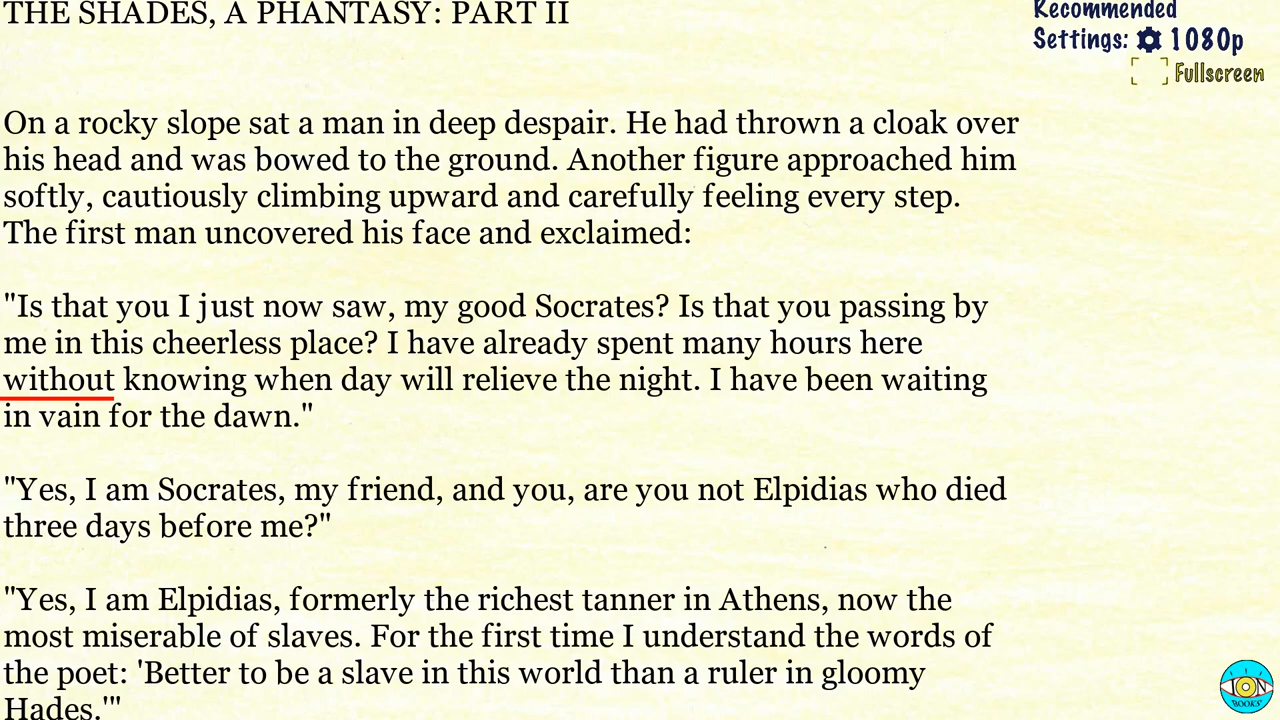 THE SHADES, A PHANTASY: PART II
Recommended
Settings: 1080p
Fullscreen
On a rocky slope sat a man in deep despair. He had thrown a cloak over
his head and was bowed to the ground. Another figure approached him
softly, cautiously climbing upward and carefully feeling every step.
The first man uncovered his face and exclaimed:
"Is that you I just now saw, my good Socrates? Is that you passing by
me in this cheerless place? I have already spent many hours here
without knowing when day will relieve the night. I have been waiting
in vain for the dawn."
"Yes, I am Socrates, my friend, and you, are you not Elpidias who died
three days before me?"
"Yes, I am Elpidias, formerly the richest tanner in Athens, now the
most miserable of slaves. For the first time I understand the words of
the poet: 'Better to be a slave in this world than a ruler in gloomy
Hades.'"
ION
BOOKS